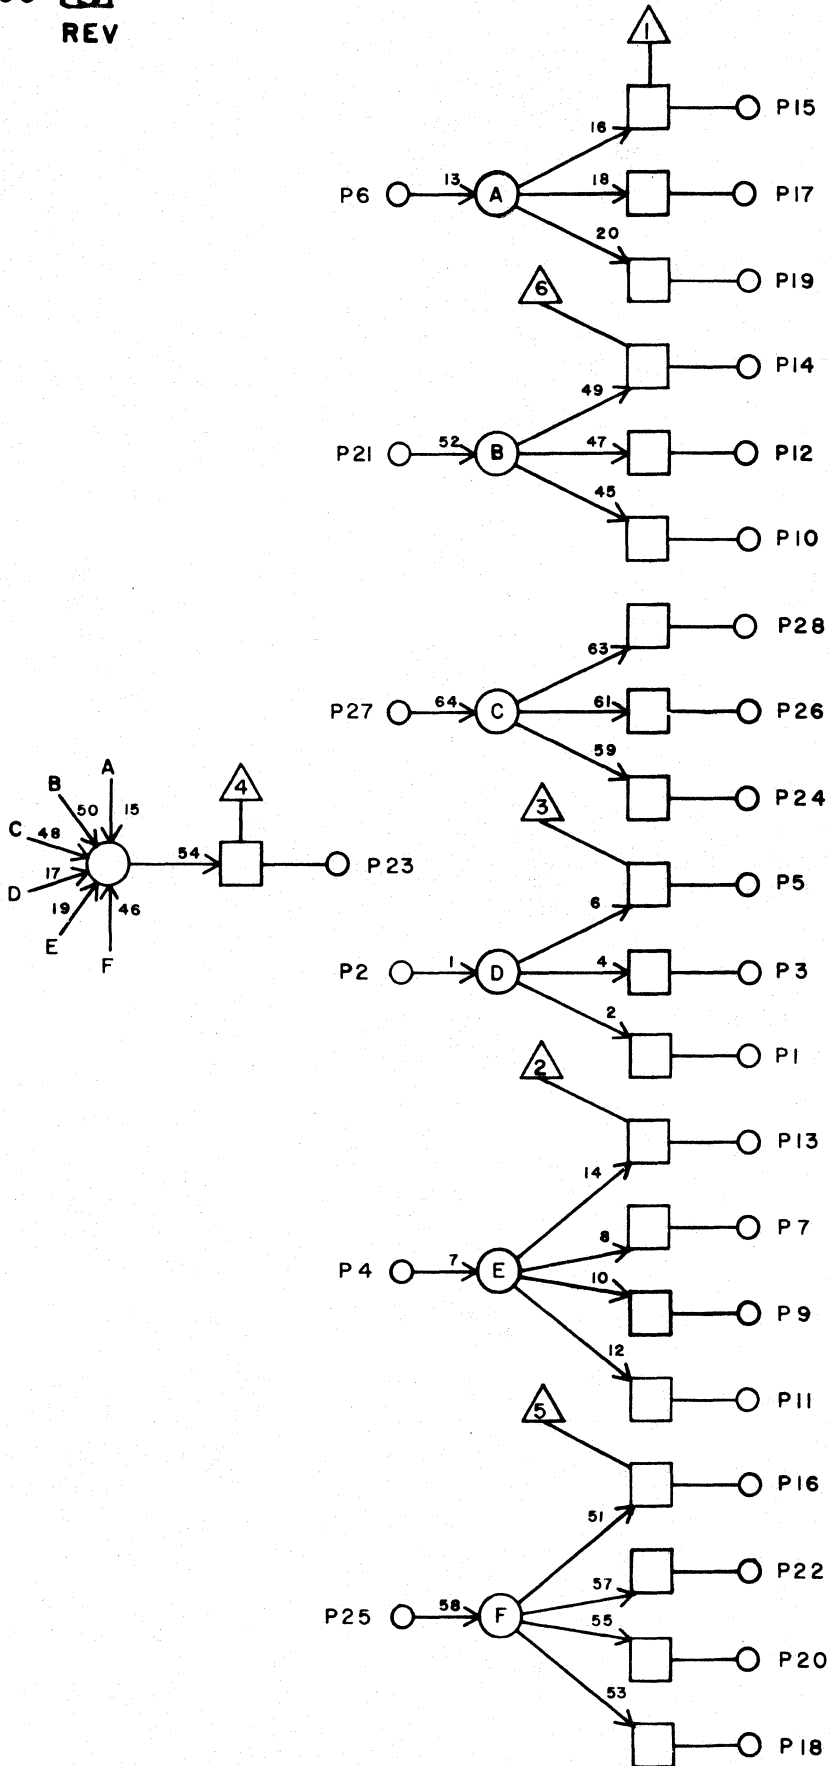 REV
1
16 P15
P6 13 A 18 P17
20 P19
6
49 P14
P21 52 B 47 P12
45 P10
63 P28
P27 64 C 61 P26
59 P24
A
B 50 15
C 48
D 17
E 19
F 46
54
4
P23
3
6 P5
P2 1 D 4 P3
2 P1
2
14 P13
8 P7
P4 7 E
10 P9
12 P11
5
51 P16
57 P22
P25 58 F
55 P20
53 P18